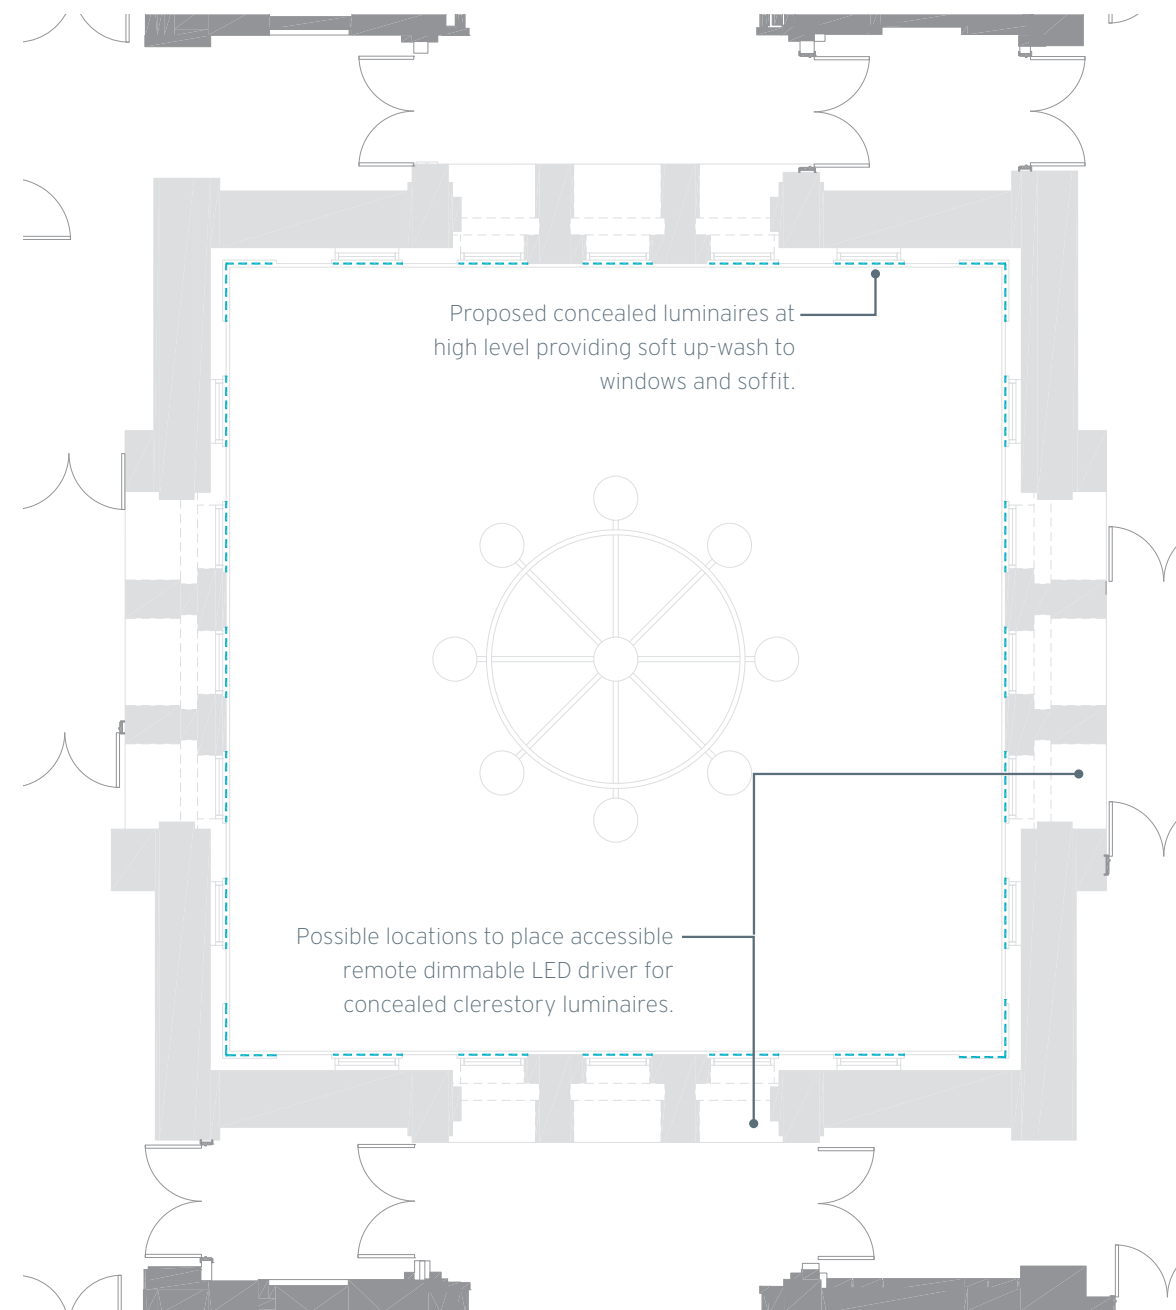 Proposed concealed luminaires at
high level providing soft up-wash to
windows and soffit.
Possible locations to place accessible
remote dimmable LED driver for
concealed clerestory luminaires.